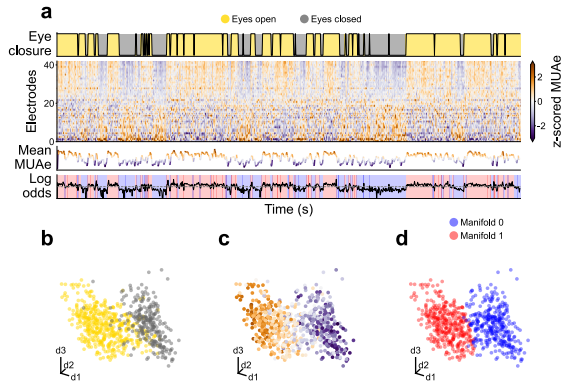 a
Eyes open
Eyes closed
Eye
closure
40
20
0
Electrodes
2
0
−2
z-scored MUAe
Mean
MUAe
Log
odds
Time (s)
Manifold 0
Manifold 1
b
c
d
d3
d2
d1
d3
d2
d1
d3
d2
d1